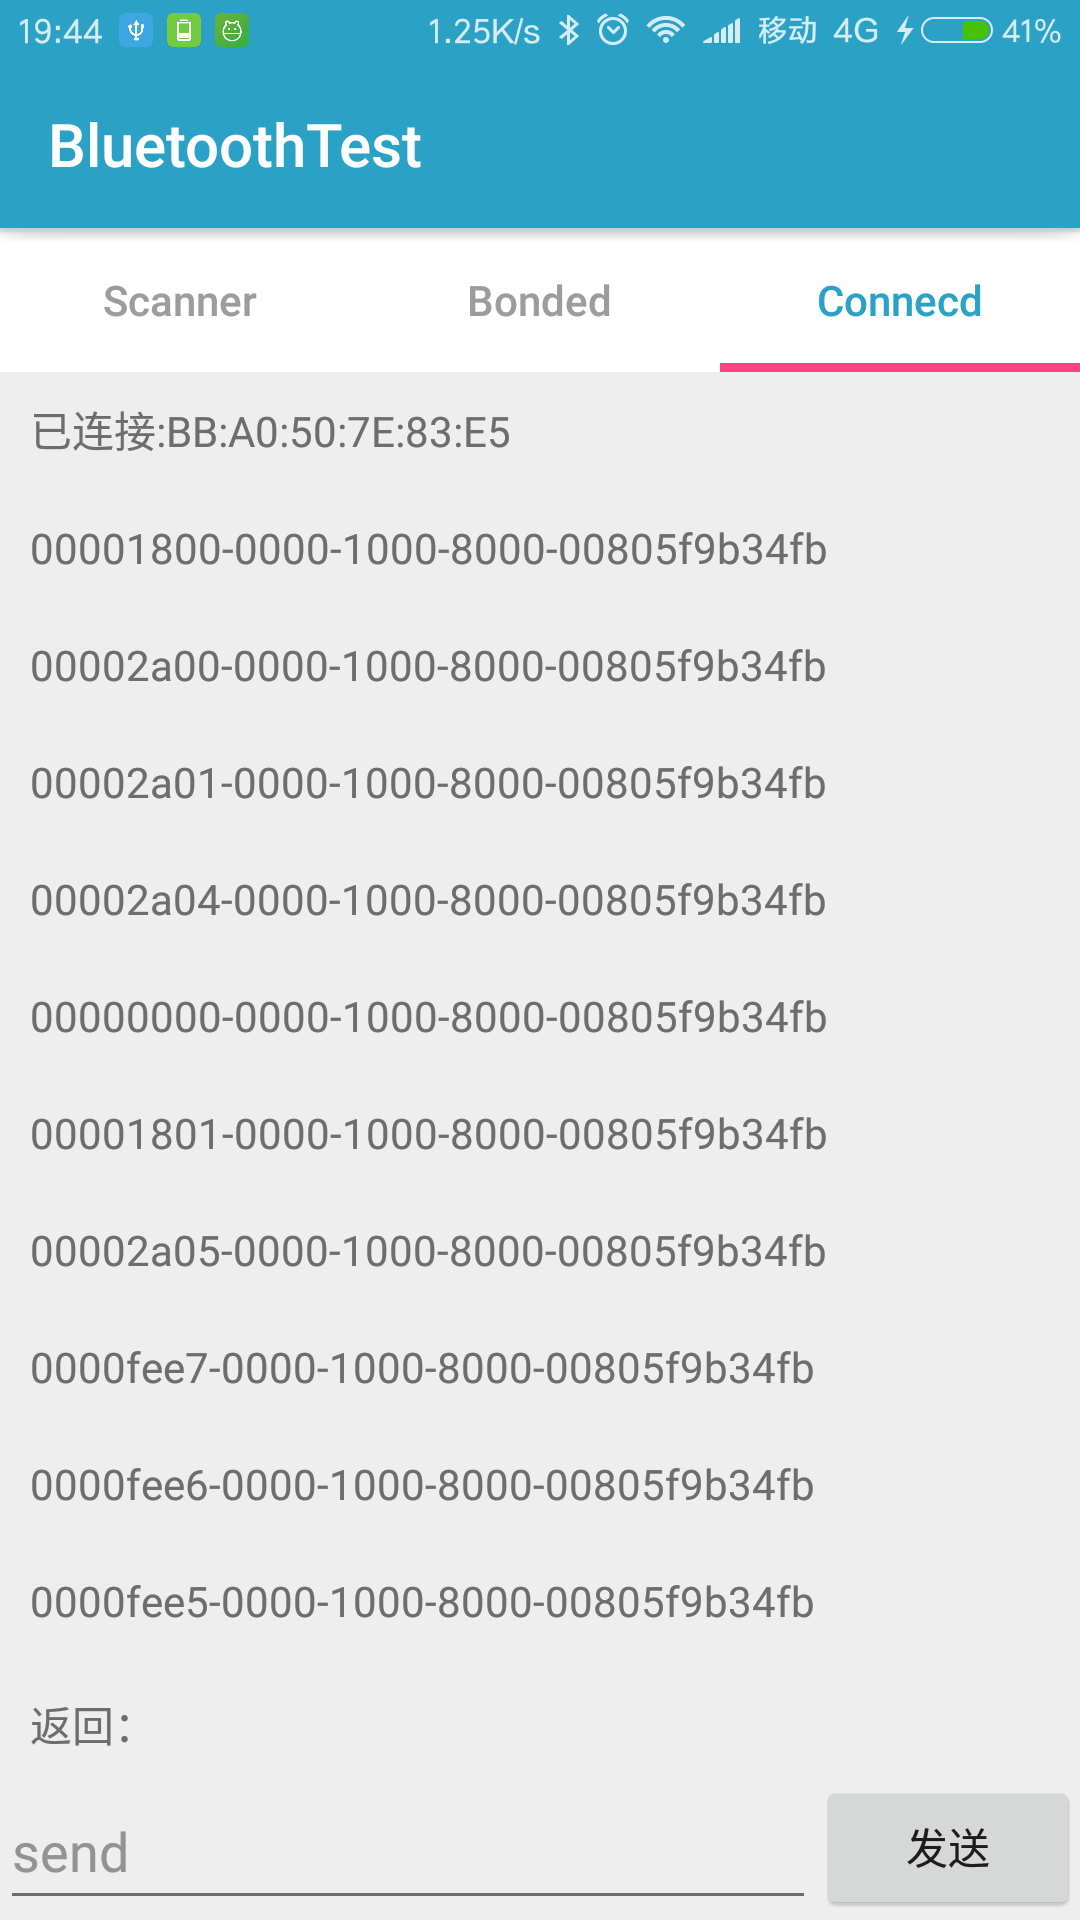 19:44 1.25K/s 移动 4G 41%
BluetoothTest
Scanner Bonded Connecd
已连接:BB:A0:50:7E:83:E5
00001800-0000-1000-8000-00805f9b34fb
00002a00-0000-1000-8000-00805f9b34fb
00002a01-0000-1000-8000-00805f9b34fb
00002a04-0000-1000-8000-00805f9b34fb
00000000-0000-1000-8000-00805f9b34fb
00001801-0000-1000-8000-00805f9b34fb
00002a05-0000-1000-8000-00805f9b34fb
0000fee7-0000-1000-8000-00805f9b34fb
0000fee6-0000-1000-8000-00805f9b34fb
0000fee5-0000-1000-8000-00805f9b34fb
返回：
send 发送